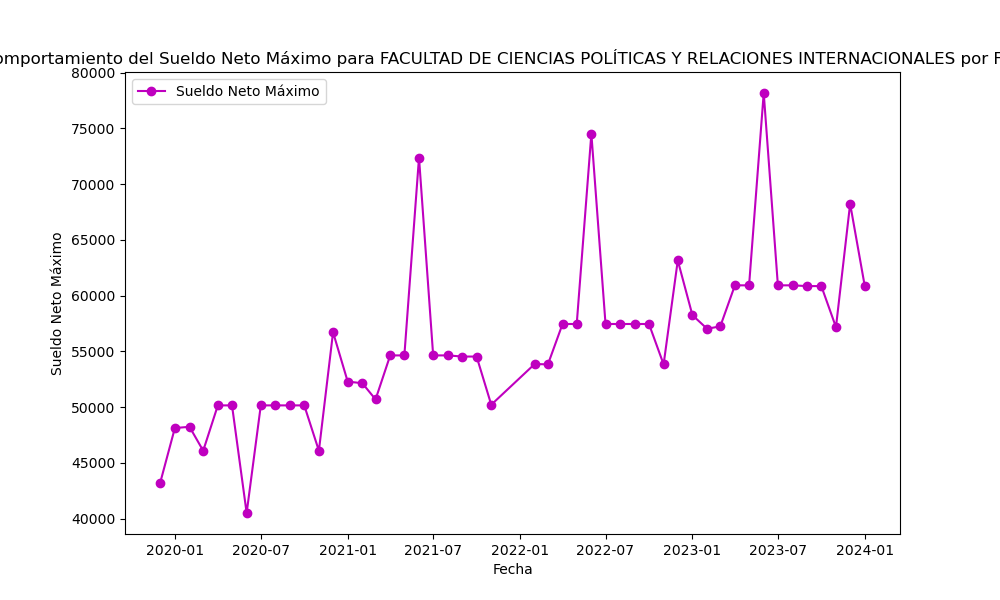 omportamiento del Sueldo Neto Máximo para FACULTAD DE CIENCIAS POLÍTICAS Y RELACIONES INTERNACIONALES por F
Sueldo Neto Máximo
80000
75000
70000
65000
60000
55000
50000
45000
40000
Sueldo Neto Máximo
2020-01 2020-07 2021-01 2021-07 2022-01 2022-07 2023-01 2023-07 2024-01
Fecha